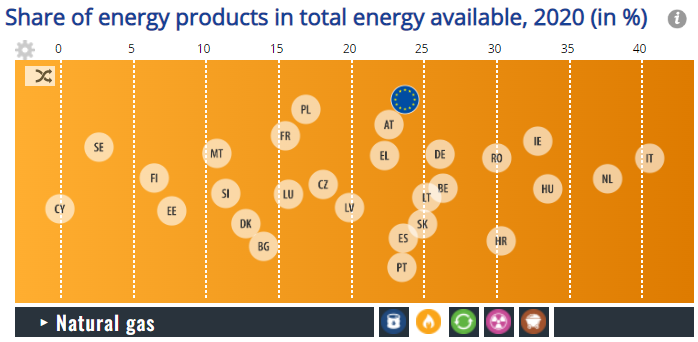 Share of energy products in total energy available, 2020 (in %)
0 5 10 15 20 25 30 35 40
PL
AT
FR
IE
SE
MT
EL
DE
RO
IT
FI
NL
CZ
SI
LU
BE
HU
LT
CY
EE
LV
DK
SK
BG
ES
HR
PT
Natural gas